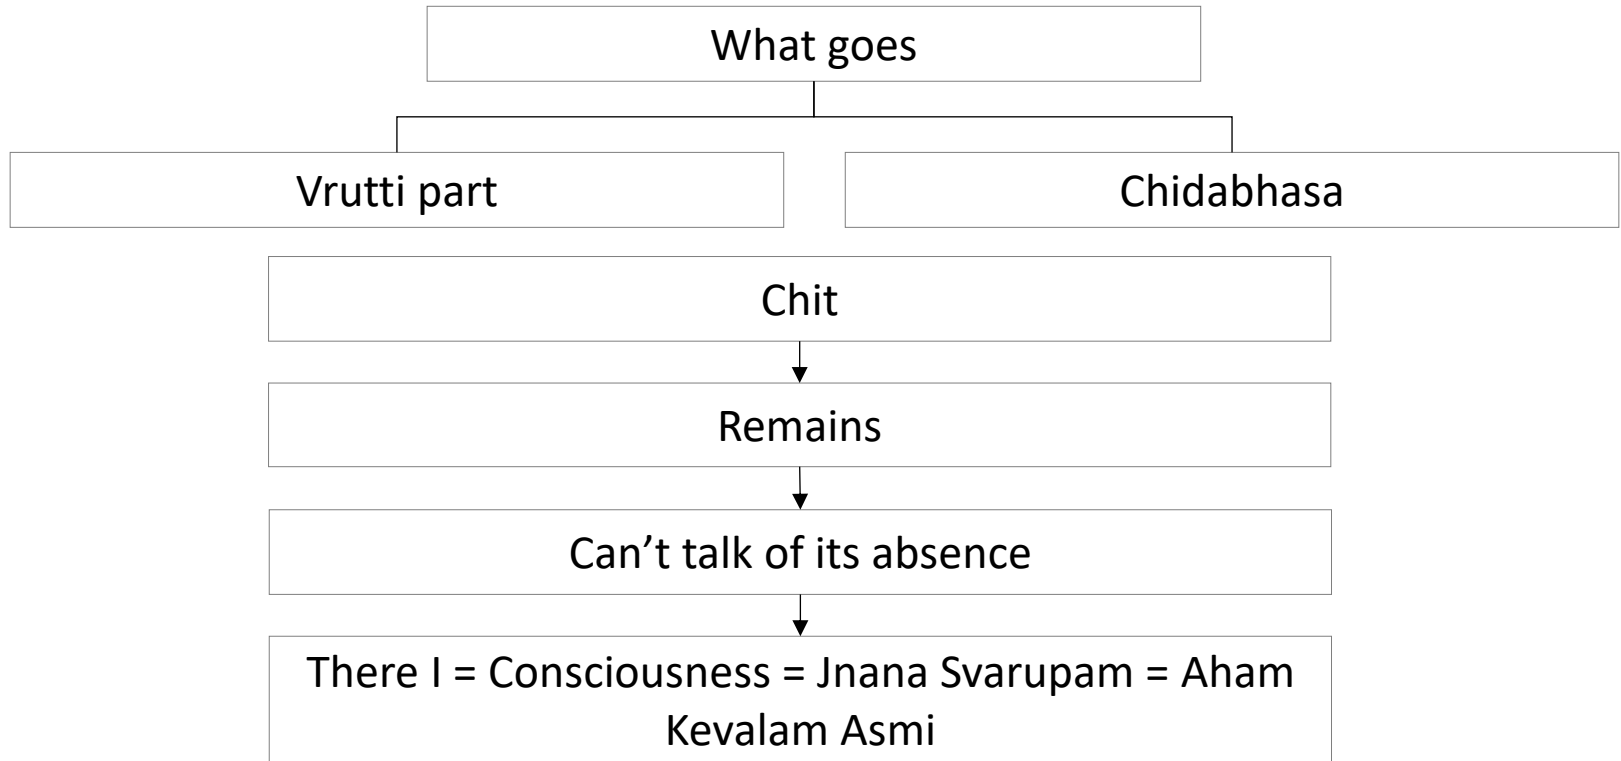 What goes
Vrutti part
Chidabhasa
Chit
Remains
Can’t talk of its absence
There I = Consciousness = Jnana Svarupam = Aham
Kevalam Asmi